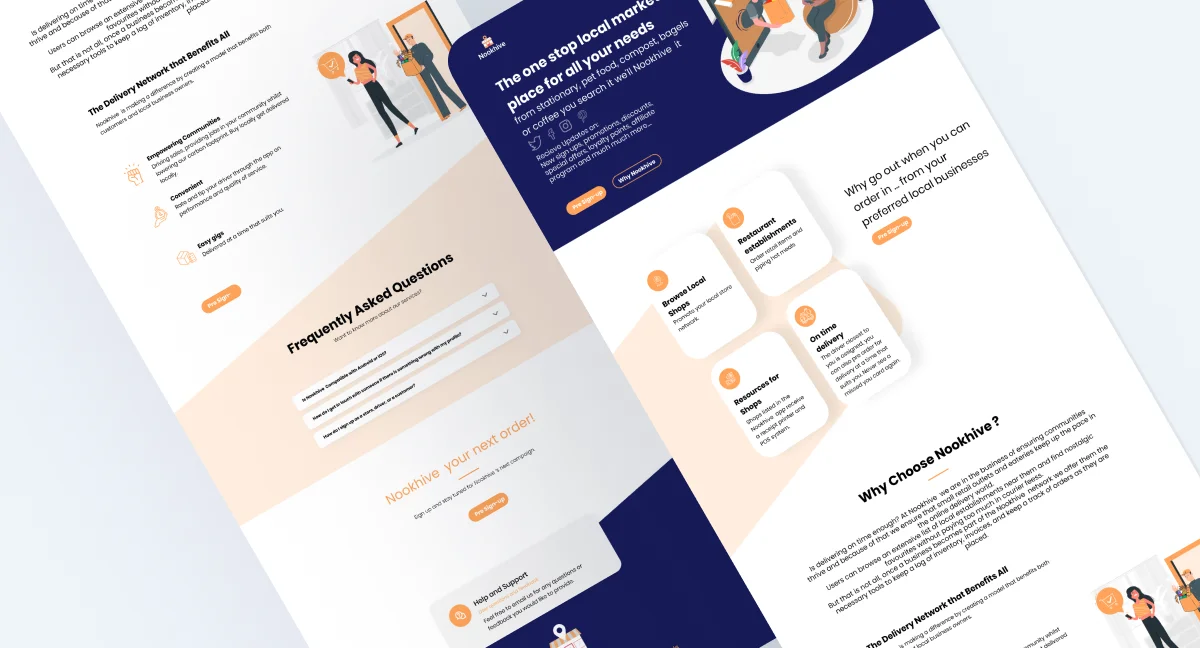 is delivering on time
thrive and because of that
Users can browse an extensive
favourites without
But that is not all, once a business becom
necessary tools to keep a log of inventory, in
placed.
The Delivery Network that Benefits All
Nookhive is making a difference by creating a model that benefits both
customers and local business owners.
Empowering Communities
Driving sales, providing jobs in your community whilst
lowering our carbon footprint. Buy locally get delivered
locally.
Convenient
Rate and tip your driver through the app on
performance and quality of service.
Easy gigs
Delivered at a time that suits you.
Pre Sign-
Frequently Asked Questions
Want to know more about our services?
Is Nookhive Compatible with Android or IOS?
How do I get in touch with someone if there is something wrong with my profile?
How do I sign up as a store, driver, or a customer?
Nookhive your next order!
Sign up and stay tuned for Nookhive 's next campaign
Pre Sign-up
Help and Support
Feel free to email us for any questions or
feedback you would like to provide.
Nookhive
The one stop local market
place for all your needs
from stationary, pet food, compost, bagels
or coffee you search it we'll Nookhive it
Recieve Updates on:
New sign ups, promotions, discounts,
special offers, loyalty points, affiliate
program and much much more...
Pre Sign-up
Why Nookhive
Why go out when you can
order in ... from your
preferred local businesses
Pre Sign-up
Browse Local
Shops
Promote your local store
network
Restaurant
establishments
Order retail items and
piping hot meals
Resources for
Shops
Shops listed in the
Nookhive app receive
a receipt printer and
POS system.
On time
delivery
The driver closest to
you is assigned, you
can also pre order for
delivery at a time that
suits you. Never see a
missed you card again
Why Choose Nookhive ?
Is delivering on time enough? At Nookhive we are in the business of ensuring communities
thrive and because of that we ensure that small retail outlets and eateries keep up the pace in
the online delivery world.
Users can browse an extensive list of local establishments near them and find nostalgic
favourites without paying too much in courier feess.
But that is not all, once a business becomes part of the Nookhive network we offer them the
necessary tools to keep a log of inventory, invoices, and keep a track of orders as they are
placed.
The Delivery Network that Benefits All
is making a difference by creating a model that benefits both
of local business owners.
community whilst
delivered